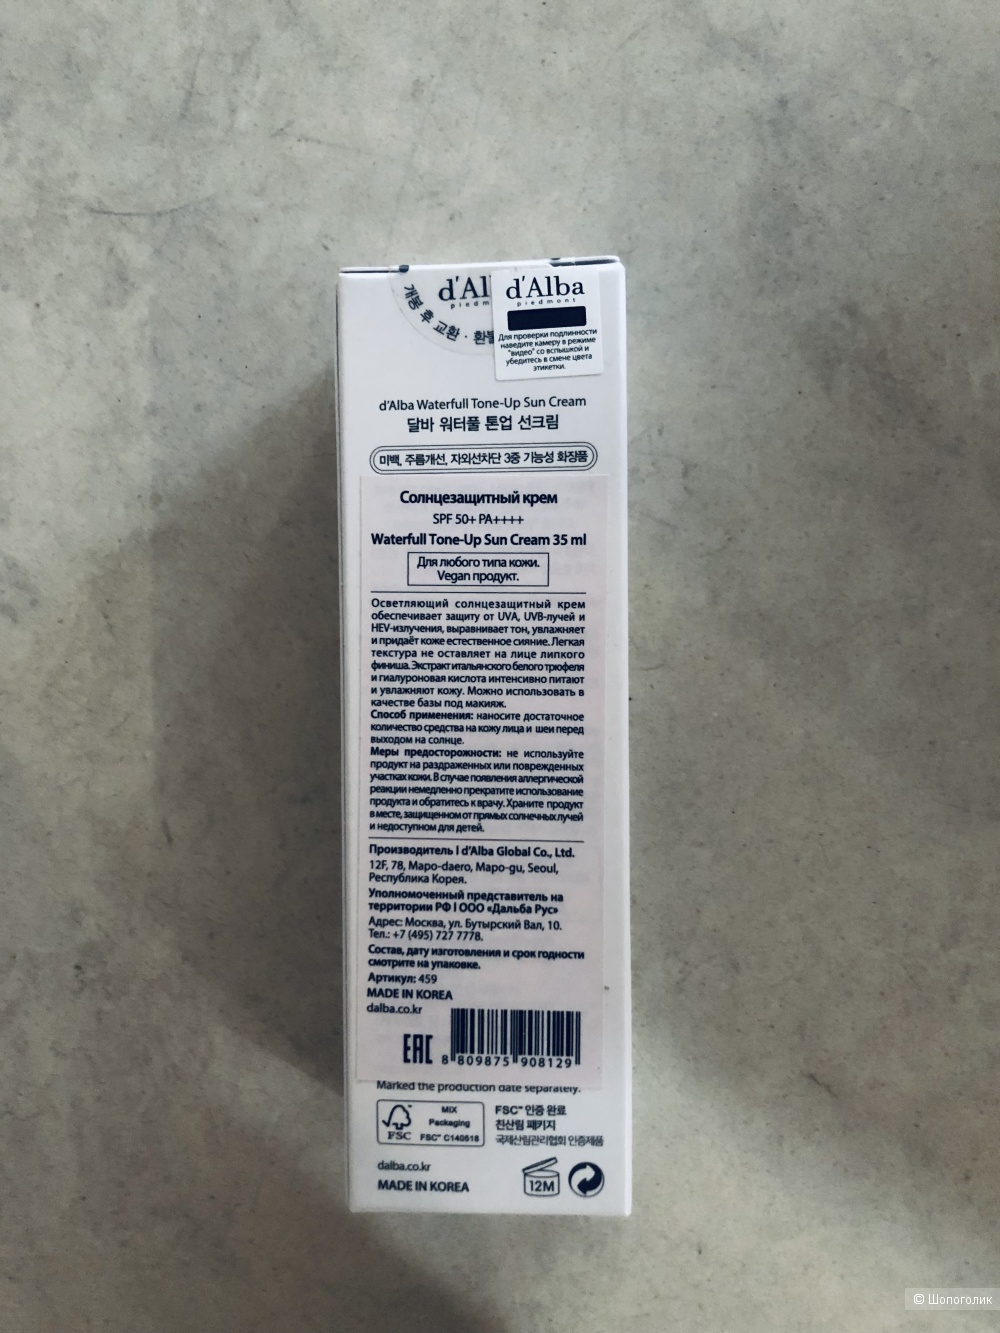 개봉 후 교환 · 환불
d'Al
piedm
d'Alba
piedmont
Для проверки подлинности
наведите камеру в режиме
"видео" со вспышкой и
убедитесь в смене цвета
этикетки.
d'Alba Waterfull Tone-Up Sun Cream
달바 워터풀 톤업 선크림
미백, 주름개선, 자외선차단 3중 기능성 화장품
Солнцезащитный крем
SPF 50+ PA++++
Waterfull Tone-Up Sun Cream 35 ml
Для любого типа кожи.
Vegan продукт.
Осветляющий солнцезащитный крем
обеспечивает защиту от UVA, UVB-лучей и
HEV-излучения, выравнивает тон, увлажняет
и придаёт коже естественное сияние. Легкая
текстура не оставляет на лице липкого
финиша. Экстракт итальянского белого трюфеля
и гиалуроновая кислота интенсивно питают
и увлажняют кожу. Можно использовать в
качестве базы под макияж.
Способ применения: наносите достаточное
количество средства на кожу лица и шеи перед
выходом на солнце.
Меры предосторожности: не используйте
продукт на раздраженных или поврежденных
участках кожи. В случае появления аллергической
реакции немедленно прекратите использование
продукта и обратитесь к врачу. Храните продукт
в месте, защищенном от прямых солнечных лучей
и недоступном для детей.
Производитель | d'Alba Global Co., Ltd.
12F, 78, Mapo-daero, Mapo-gu, Seoul,
Республика Корея.
Уполномоченный представитель на
территории РФ | ООО «Дальба Рус»
Адрес: Москва, ул. Бутырский Вал, 10.
Тел.: +7 (495) 727 7778.
Состав, дату изготовления и срок годности
смотрите на упаковке.
Артикул: 459
MADE IN KOREA
dalba.co.kr
EAC
8 809875 908129
Marked the production date separately.
FSC
MIX
Packaging
FSC™ C140518
FSC™ 인증 완료
친산림 패키지
국제산림관리협회 인증제품
dalba.co.kr
MADE IN KOREA
12M
© Шопоголик